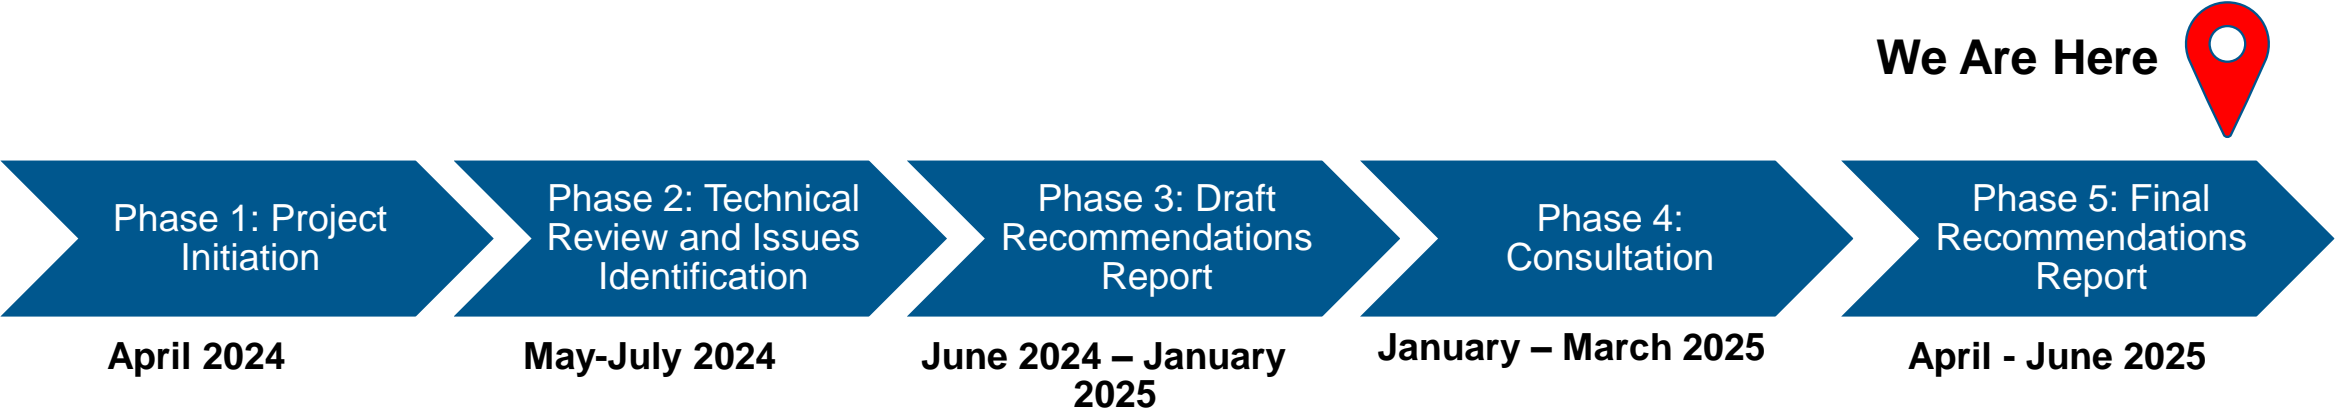 We Are Here
Phase 1: Project
Initiation
Phase 2: Technical
Review and Issues
Identification
Phase 3: Draft
Recommendations
Report
Phase 4:
Consultation
Phase 5: Final
Recommendations
Report
April 2024
May-July 2024
June 2024 – January
2025
January – March 2025
April - June 2025